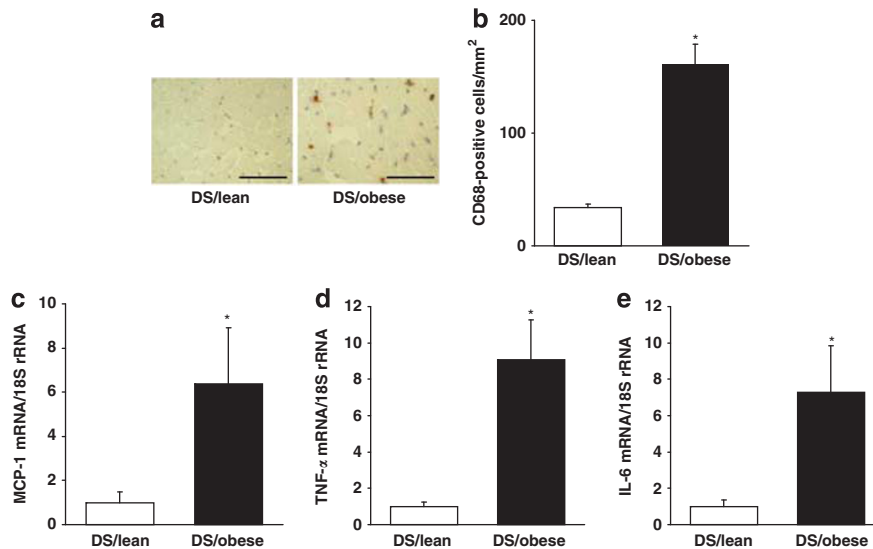 a
DS/lean DS/obese
b
CD68-positive cells/mm²
200
100
0
*
DS/lean DS/obese
c
MCP-1 mRNA/18S rRNA
10
8
6
4
2
0
*
DS/lean DS/obese
d
TNF-α mRNA/18S rRNA
12
10
8
6
4
2
0
*
DS/lean DS/obese
e
IL-6 mRNA/18S rRNA
12
10
8
6
4
2
0
*
DS/lean DS/obese